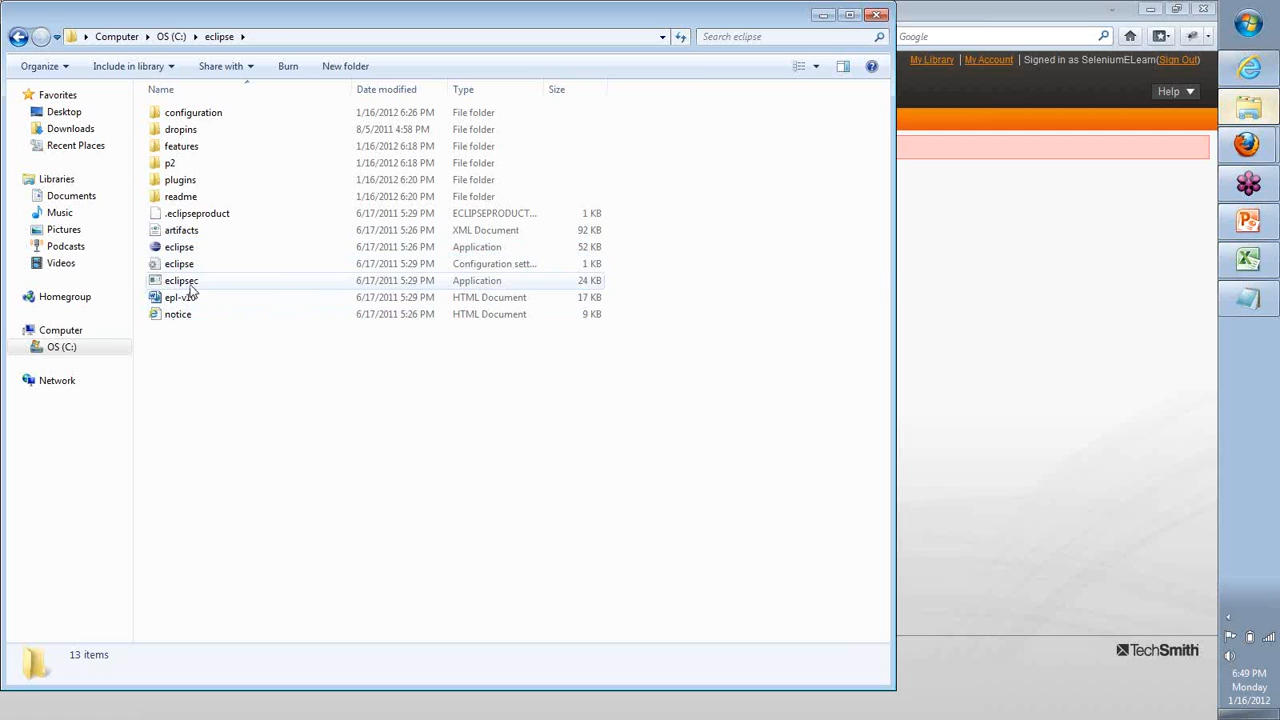 Computer ▸ OS (C:) ▸ eclipse ▸
Search eclipse
Organize
Include in library
Share with
Burn
New folder
Name
Date modified
Type
Size
Favorites
Desktop
Downloads
Recent Places
Libraries
Documents
Music
Pictures
Podcasts
Videos
Homegroup
Computer
OS (C:)
Network
configuration 1/16/2012 6:26 PM File folder
dropins 8/5/2011 4:58 PM File folder
features 1/16/2012 6:18 PM File folder
p2 1/16/2012 6:18 PM File folder
plugins 1/16/2012 6:20 PM File folder
readme 1/16/2012 6:20 PM File folder
.eclipseproduct 6/17/2011 5:29 PM ECLIPSEPRODUCT... 1 KB
artifacts 6/17/2011 5:26 PM XML Document 92 KB
eclipse 6/17/2011 5:26 PM Application 52 KB
eclipse 6/17/2011 5:29 PM Configuration sett... 1 KB
eclipsec 6/17/2011 5:29 PM Application 24 KB
6/17/2011 5:29 PM HTML Document 17 KB
notice 6/17/2011 5:26 PM HTML Document 9 KB
13 items
Google
My Library | My Account | Signed in as SeleniumELearn(Sign Out)
Help
TechSmith
6:49 PM
Monday
1/16/2012